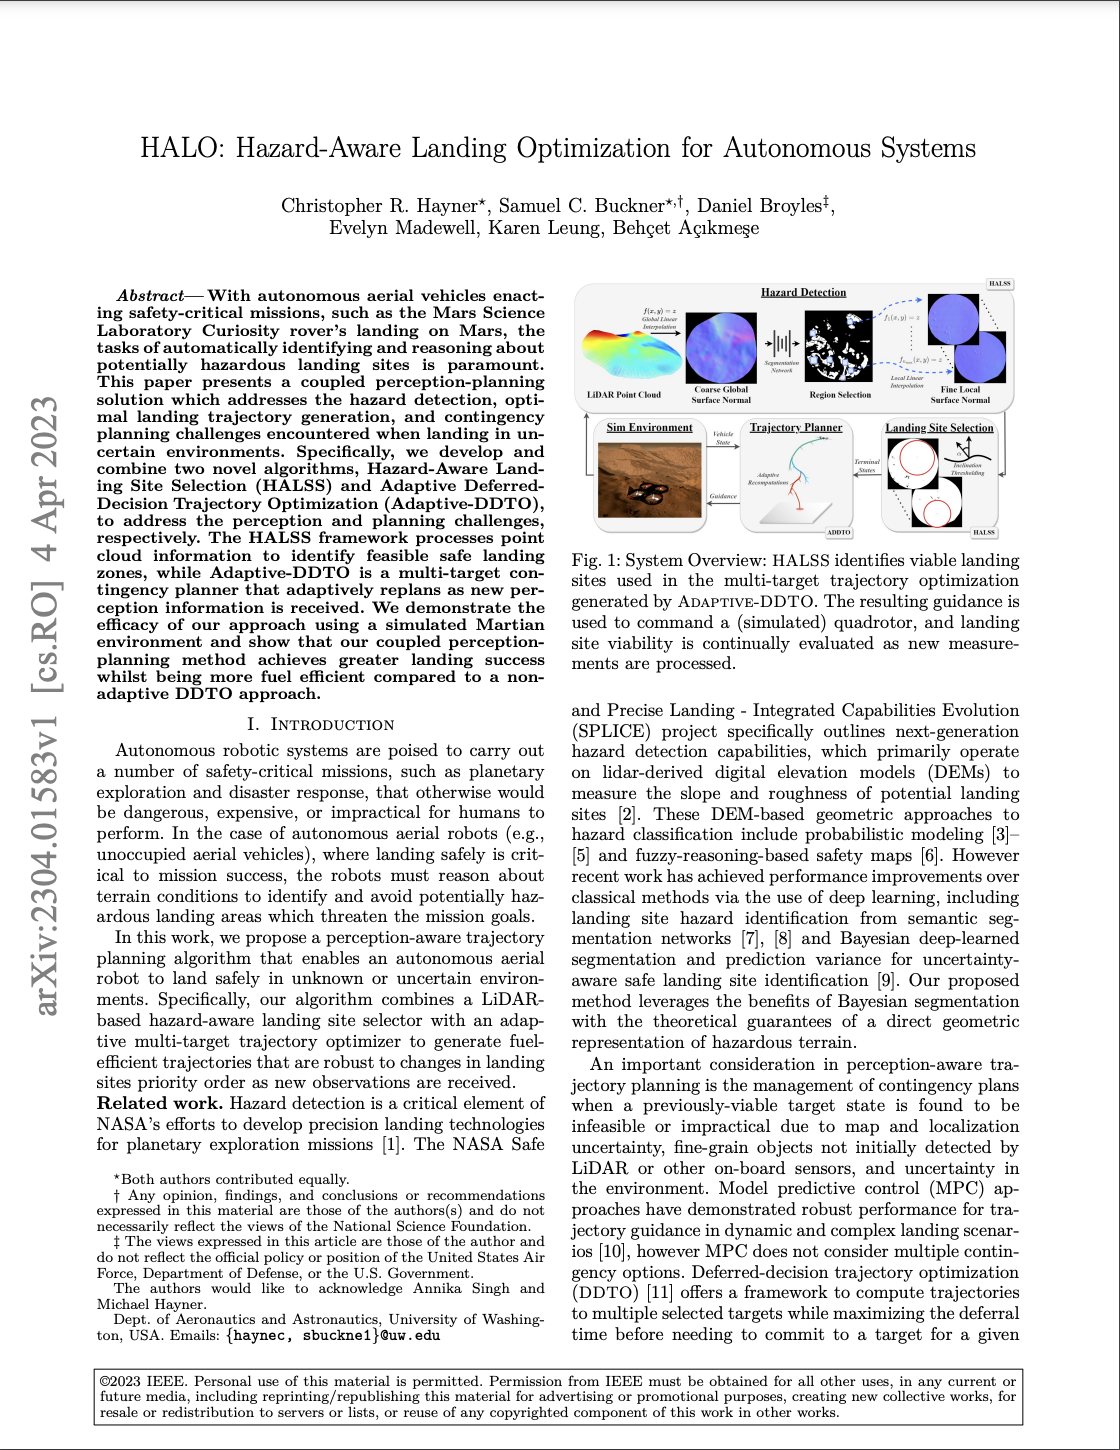 HALO: Hazard-Aware Landing Optimization for Autonomous Systems
Christopher R. Hayner⋆, Samuel C. Buckner⋆,†, Daniel Broyles‡,
Evelyn Madewell, Karen Leung, Behçet Açıkmeşe
Abstract—With autonomous aerial vehicles enact-
ing safety-critical missions, such as the Mars Science
Laboratory Curiosity rover's landing on Mars, the
tasks of automatically identifying and reasoning about
potentially hazardous landing sites is paramount.
This paper presents a coupled perception-planning
solution which addresses the hazard detection, opti-
mal landing trajectory generation, and contingency
planning challenges encountered when landing in un-
certain environments. Specifically, we develop and
combine two novel algorithms, Hazard-Aware Land-
ing Site Selection (HALSS) and Adaptive Deferred-
Decision Trajectory Optimization (Adaptive-DDTO),
to address the perception and planning challenges,
respectively. The HALSS framework processes point
cloud information to identify feasible safe landing
zones, while Adaptive-DDTO is a multi-target con-
tingency planner that adaptively replans as new per-
ception information is received. We demonstrate the
efficacy of our approach using a simulated Martian
environment and show that our coupled perception-
planning method achieves greater landing success
whilst being more fuel efficient compared to a non-
adaptive DDTO approach.
I. Introduction
Autonomous robotic systems are poised to carry out
a number of safety-critical missions, such as planetary
exploration and disaster response, that otherwise would
be dangerous, expensive, or impractical for humans to
perform. In the case of autonomous aerial robots (e.g.,
unoccupied aerial vehicles), where landing safely is crit-
ical to mission success, the robots must reason about
terrain conditions to identify and avoid potentially haz-
ardous landing areas which threaten the mission goals.
In this work, we propose a perception-aware trajectory
planning algorithm that enables an autonomous aerial
robot to land safely in unknown or uncertain environ-
ments. Specifically, our algorithm combines a LiDAR-
based hazard-aware landing site selector with an adap-
tive multi-target trajectory optimizer to generate fuel-
efficient trajectories that are robust to changes in landing
sites priority order as new observations are received.
Related work. Hazard detection is a critical element of
NASA's efforts to develop precision landing technologies
for planetary exploration missions [1]. The NASA Safe
⋆Both authors contributed equally.
† Any opinion, findings, and conclusions or recommendations
expressed in this material are those of the authors(s) and do not
necessarily reflect the views of the National Science Foundation.
‡ The views expressed in this article are those of the author and
do not reflect the official policy or position of the United States Air
Force, Department of Defense, or the U.S. Government.
The authors would like to acknowledge Annika Singh and
Michael Hayner.
Dept. of Aeronautics and Astronautics, University of Washing-
ton, USA. Emails: {haynec, sbuckne1}@uw.edu
HALSS
Hazard Detection
f(x, y) = z
Global Linear
Interpolation
Segmentation
Network
f₁(x, y) = z
(x, y) = z
Local Linear
Interpolation
LiDAR Point Cloud
Coarse Global
Surface Normal
Region Selection
Fine Local
Surface Normal
Sim Environment
Vehicle
State
Guidance
Trajectory Planner
Adaptive
Recomputations
ADDTO
Terminal
States
Landing Site Selection
Inclination
Thresholding
HALSS
Fig. 1: System Overview: HALSS identifies viable landing
sites used in the multi-target trajectory optimization
generated by Adaptive-DDTO. The resulting guidance is
used to command a (simulated) quadrotor, and landing
site viability is continually evaluated as new measure-
ments are processed.
and Precise Landing - Integrated Capabilities Evolution
(SPLICE) project specifically outlines next-generation
hazard detection capabilities, which primarily operate
on lidar-derived digital elevation models (DEMs) to
measure the slope and roughness of potential landing
sites [2]. These DEM-based geometric approaches to
hazard classification include probabilistic modeling [3]–
[5] and fuzzy-reasoning-based safety maps [6]. However
recent work has achieved performance improvements over
classical methods via the use of deep learning, including
landing site hazard identification from semantic seg-
mentation networks [7], [8] and Bayesian deep-learned
segmentation and prediction variance for uncertainty-
aware safe landing site identification [9]. Our proposed
method leverages the benefits of Bayesian segmentation
with the theoretical guarantees of a direct geometric
representation of hazardous terrain.
An important consideration in perception-aware tra-
jectory planning is the management of contingency plans
when a previously-viable target state is found to be
infeasible or impractical due to map and localization
uncertainty, fine-grain objects not initially detected by
LiDAR or other on-board sensors, and uncertainty in
the environment. Model predictive control (MPC) ap-
proaches have demonstrated robust performance for tra-
jectory guidance in dynamic and complex landing scenar-
ios [10], however MPC does not consider multiple contin-
gency options. Deferred-decision trajectory optimization
(DDTO) [11] offers a framework to compute trajectories
to multiple selected targets while maximizing the deferral
time before needing to commit to a target for a given
©2023 IEEE. Personal use of this material is permitted. Permission from IEEE must be obtained for all other uses, in any current or
future media, including reprinting/republishing this material for advertising or promotional purposes, creating new collective works, for
resale or redistribution to servers or lists, or reuse of any copyrighted component of this work in other works.
arXiv:2304.01583v1 [cs.RO] 4 Apr 2023